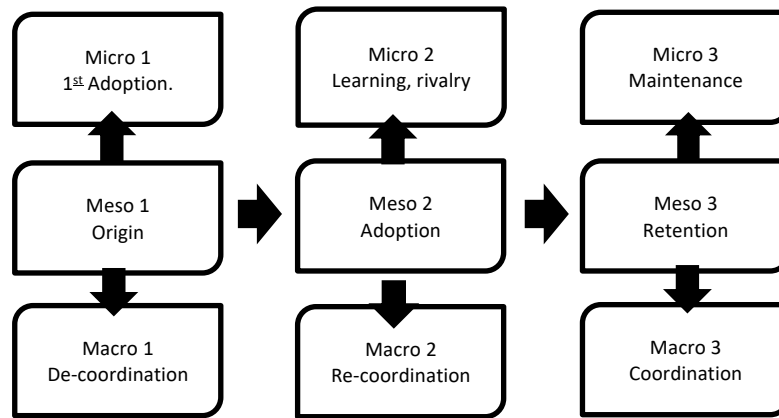 Micro 1
1st Adoption.
Micro 2
Learning, rivalry
Micro 3
Maintenance
Meso 1
Origin
Meso 2
Adoption
Meso 3
Retention
Macro 1
De-coordination
Macro 2
Re-coordination
Macro 3
Coordination